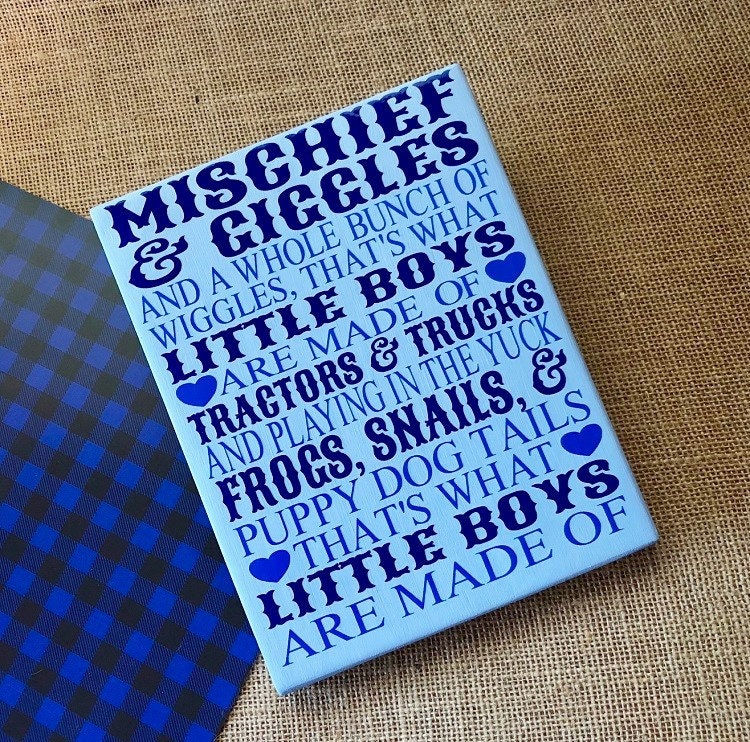 MISCHIEF
& GIGGLES
AND A WHOLE BUNCH OF
WIGGLES, THAT'S WHAT
LITTLE BOYS
ARE MADE OF
TRACTORS & TRUCKS
AND PLAYING IN THE YUCK
FROGS, SNAILS, &
PUPPY DOG TAILS
THAT'S WHAT
LITTLE BOYS
ARE MADE OF